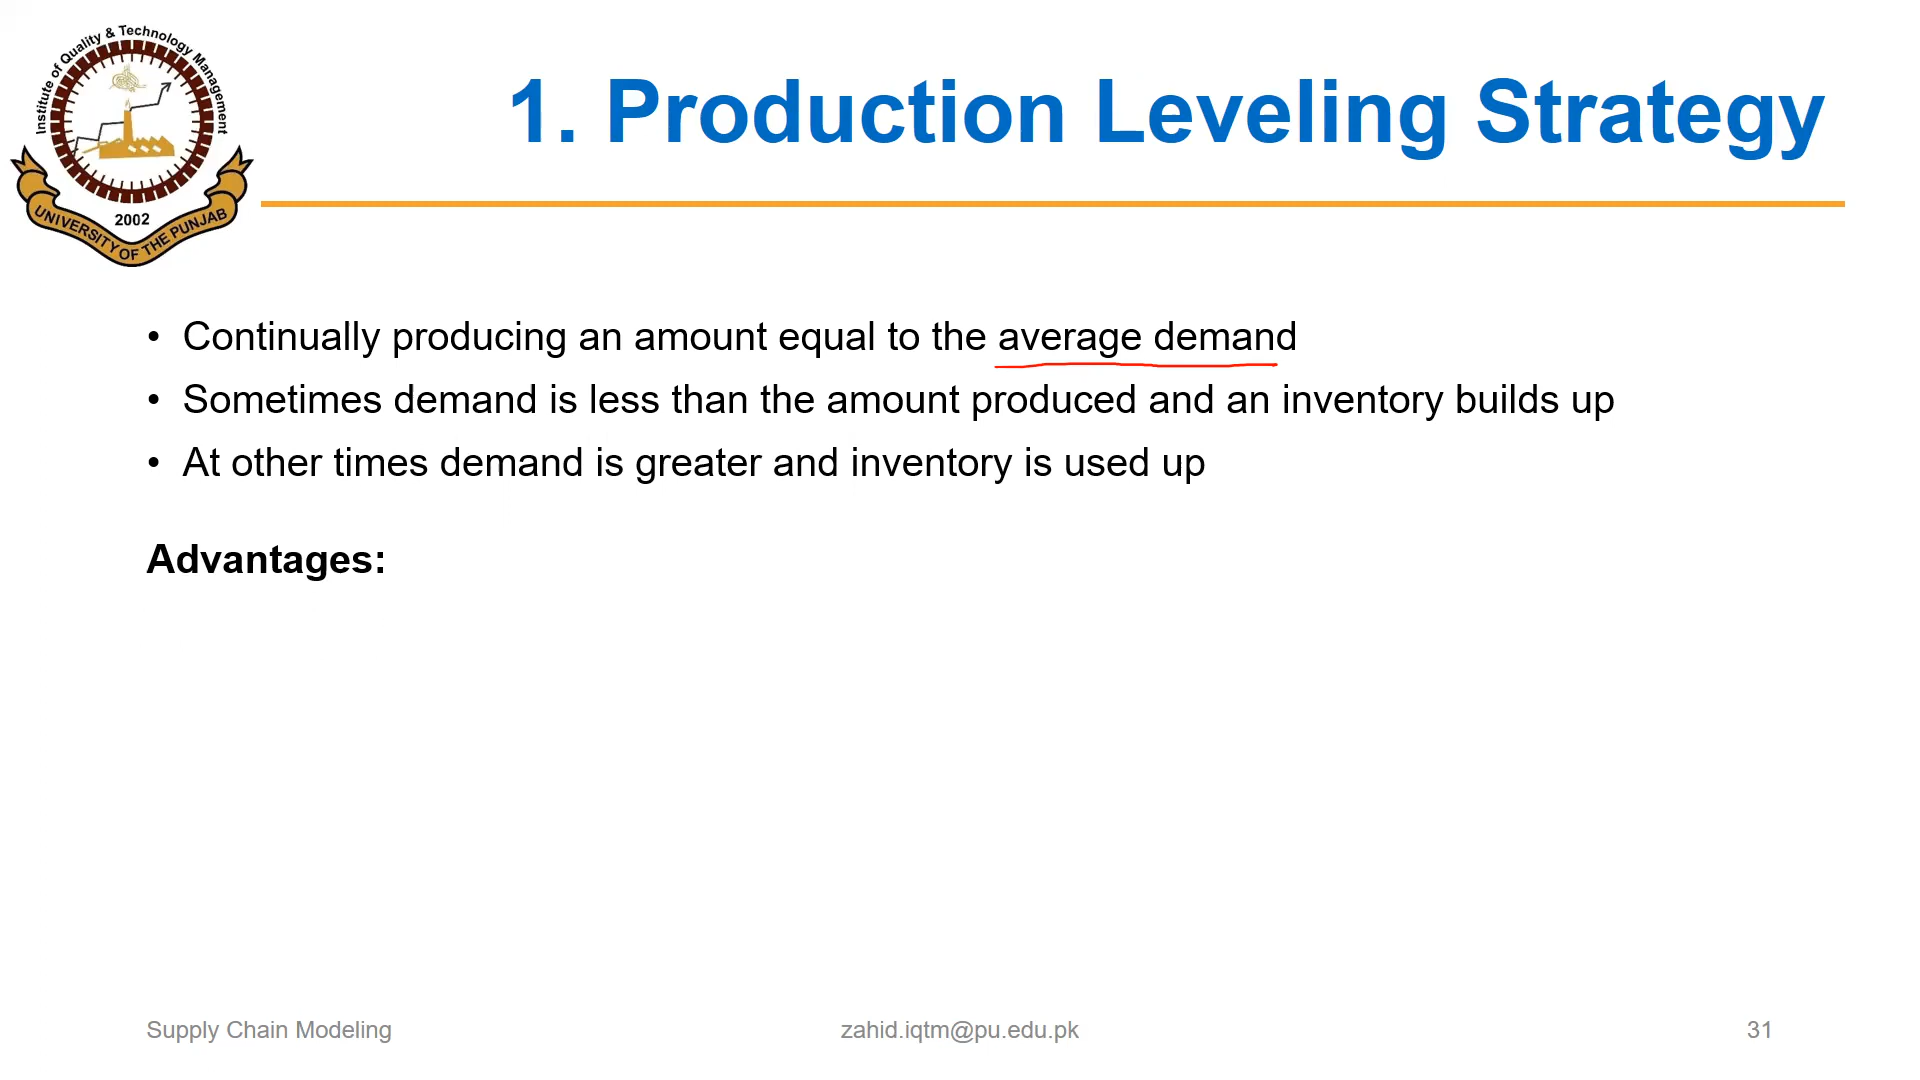 Institute of Quality & Technology Management
2002
UNIVERSITY OF THE PUNJAB
1. Production Leveling Strategy
• Continually producing an amount equal to the average demand
• Sometimes demand is less than the amount produced and an inventory builds up
• At other times demand is greater and inventory is used up
Advantages:
Supply Chain Modeling
zahid.iqtm@pu.edu.pk
31